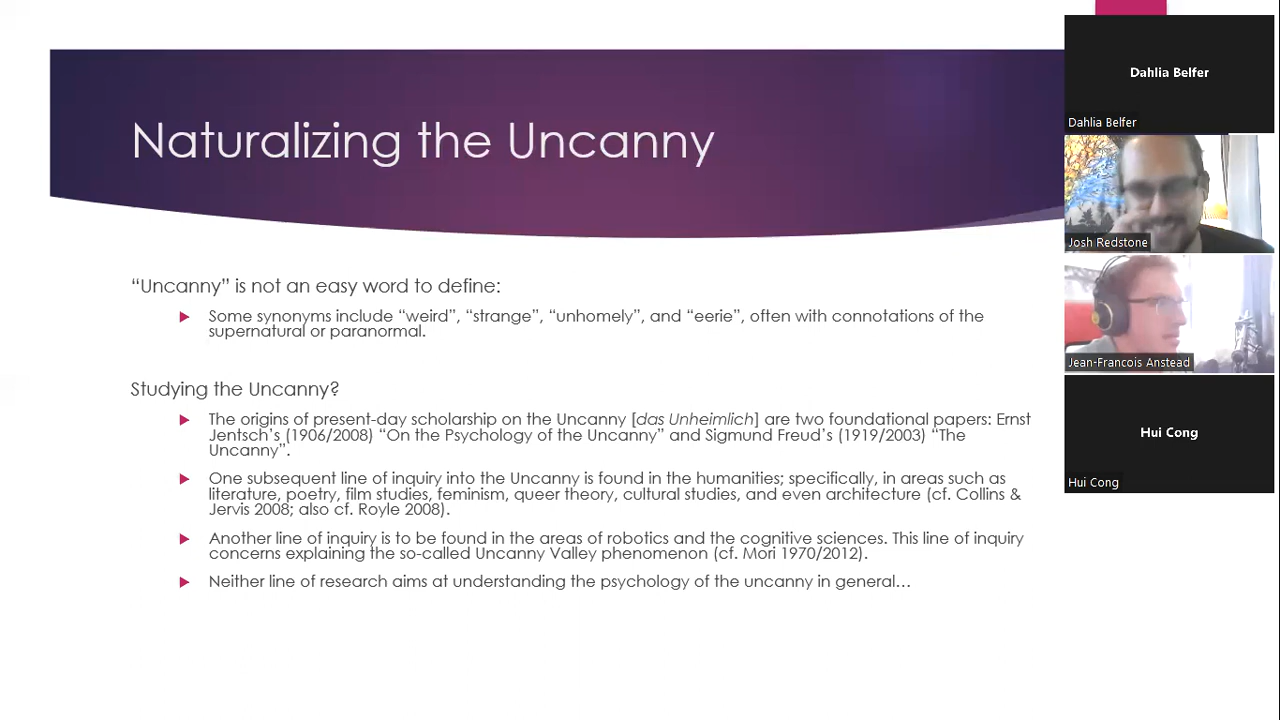 Naturalizing the Uncanny
“Uncanny” is not an easy word to define:
Some synonyms include “weird”, “strange”, “unhomely”, and “eerie”, often with connotations of the
supernatural or paranormal.
Studying the Uncanny?
The origins of present-day scholarship on the Uncanny [das Unheimlich] are two foundational papers: Ernst
Jentsch’s (1906/2008) “On the Psychology of the Uncanny” and Sigmund Freud’s (1919/2003) “The
Uncanny”.
One subsequent line of inquiry into the Uncanny is found in the humanities; specifically, in areas such as
literature, poetry, film studies, feminism, queer theory, cultural studies, and even architecture (cf. Collins &
Jervis 2008; also cf. Royle 2008).
Another line of inquiry is to be found in the areas of robotics and the cognitive sciences. This line of inquiry
concerns explaining the so-called Uncanny Valley phenomenon (cf. Mori 1970/2012).
Neither line of research aims at understanding the psychology of the uncanny in general…
Dahlia Belfer
Dahlia Belfer
Josh Redstone
Jean-Francois Anstead
Hui Cong
Hui Cong